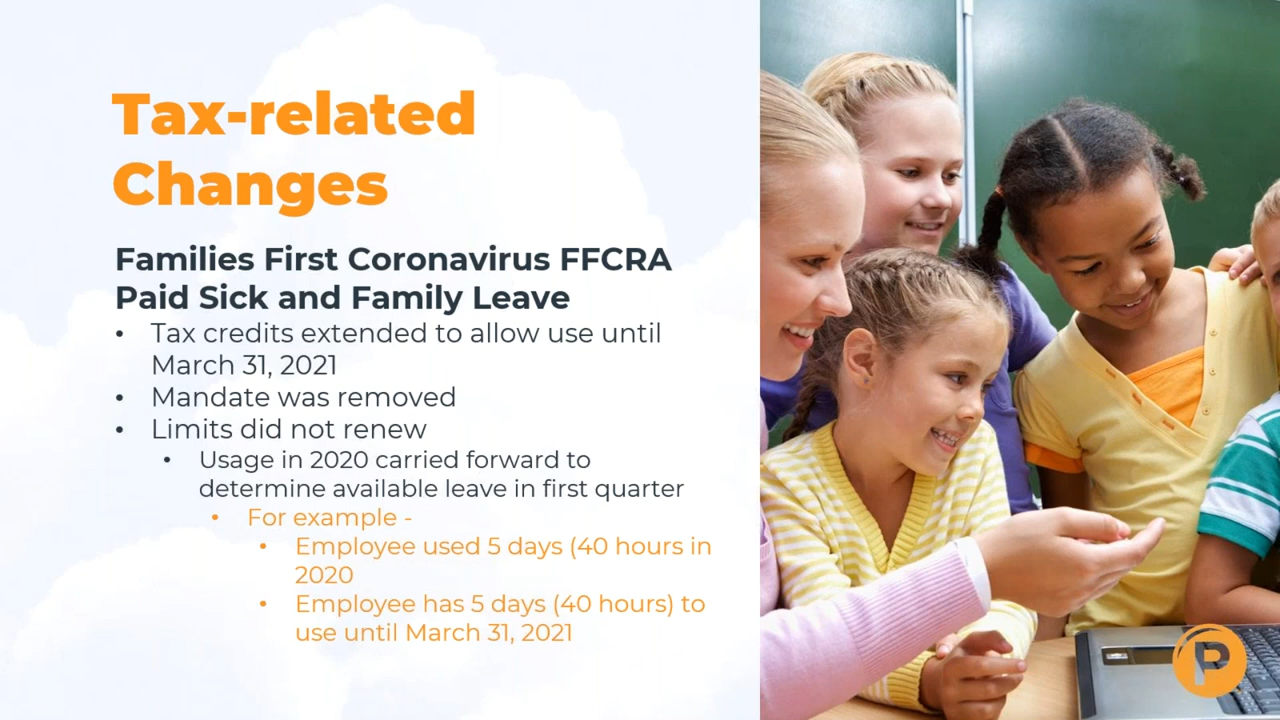 Tax-related
Changes
Families First Coronavirus FFCRA
Paid Sick and Family Leave
• Tax credits extended to allow use until
March 31, 2021
• Mandate was removed
• Limits did not renew
• Usage in 2020 carried forward to
determine available leave in first quarter
• For example -
• Employee used 5 days (40 hours in
2020
• Employee has 5 days (40 hours) to
use until March 31, 2021
P